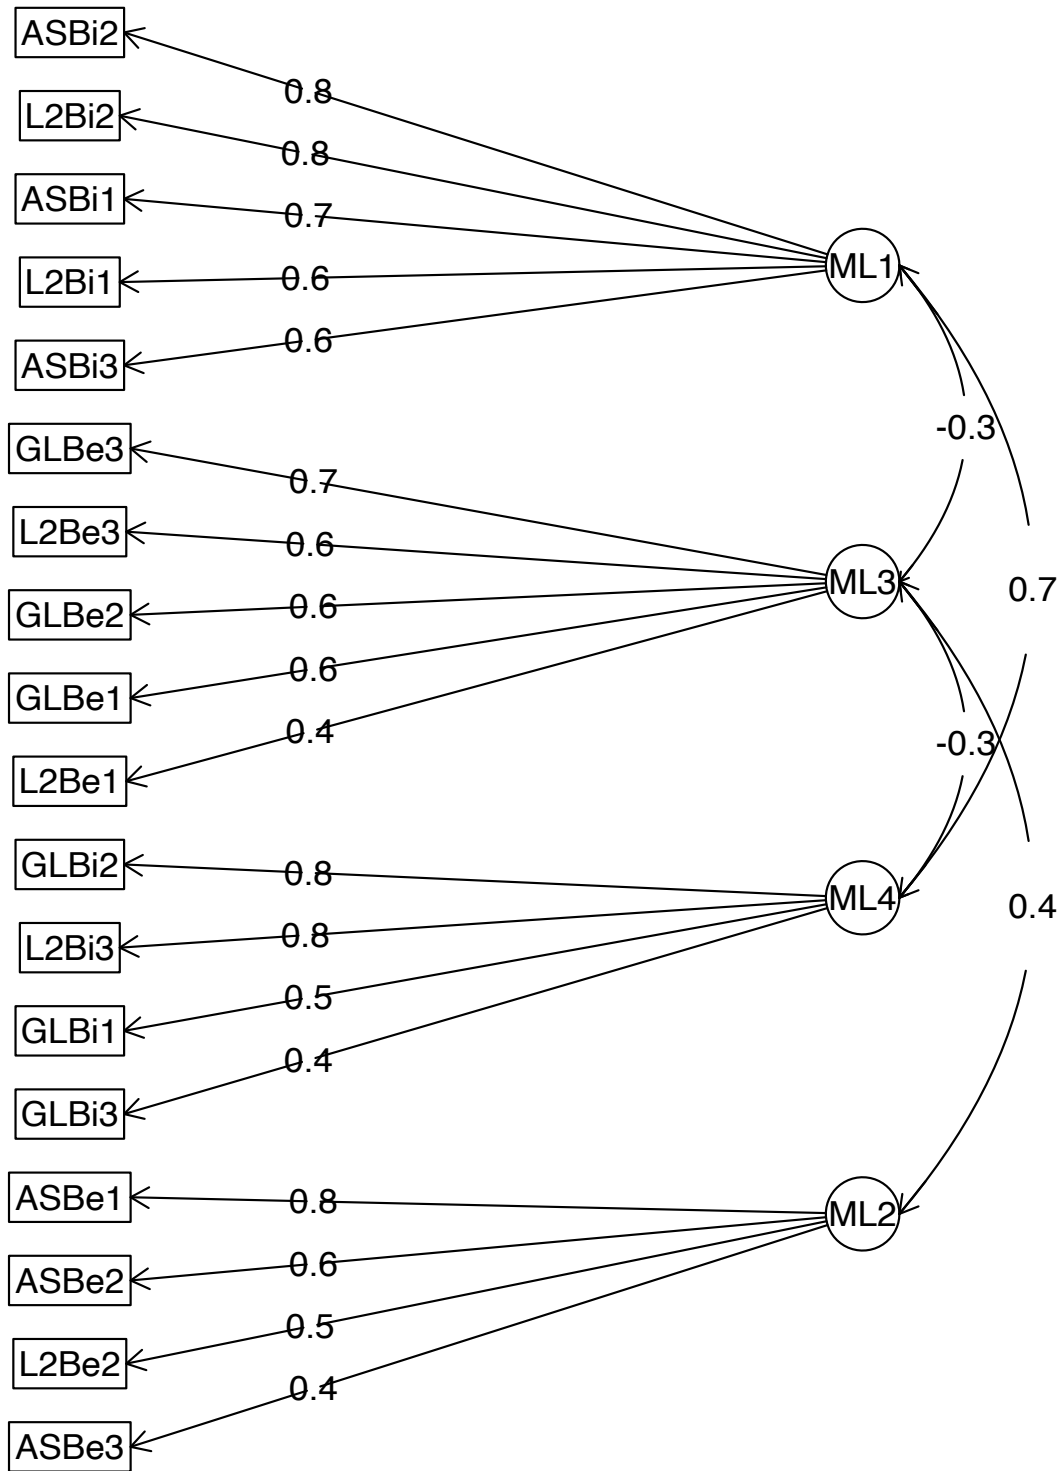 ASBi2
0.8
L2Bi2
0.8
ASBi1
0.7
L2Bi1
0.6
ML1
ASBi3
0.6
-0.3
GLBe3
0.7
L2Be3
0.6
ML3
0.7
GLBe2
0.6
GLBe1
0.6
L2Be1
0.4
-0.3
GLBi2
0.8
ML4
0.4
L2Bi3
0.8
GLBi1
0.5
GLBi3
0.4
ASBe1
0.8
ML2
ASBe2
0.6
L2Be2
0.5
ASBe3
0.4